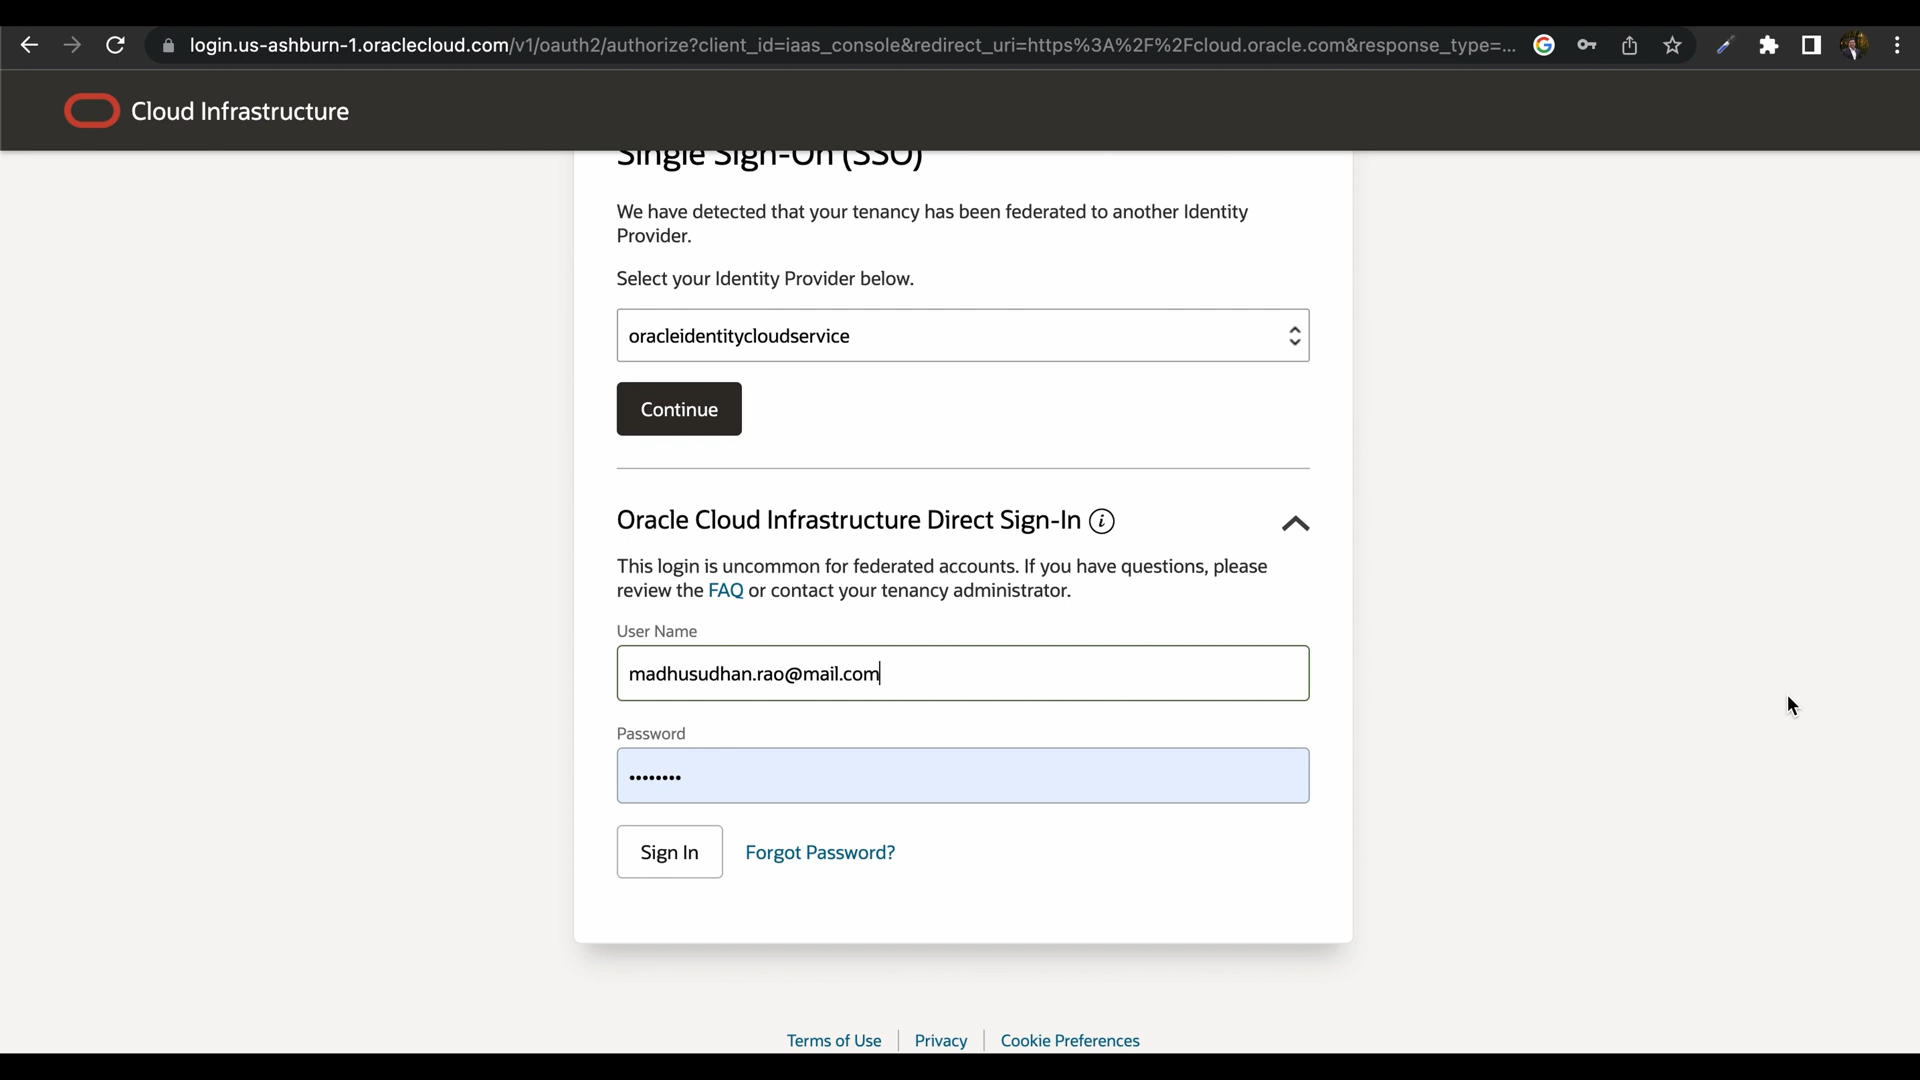 login.us-ashburn-1.oraclecloud.com/v1/oauth2/authorize?client_id=iaas_console&redirect_uri=https%3A%2F%2Fcloud.oracle.com&response_type=...
Cloud Infrastructure
Single Sign-On (SSO)
We have detected that your tenancy has been federated to another Identity
Provider.
Select your Identity Provider below.
oracleidentitycloudservice
Continue
Oracle Cloud Infrastructure Direct Sign-In
This login is uncommon for federated accounts. If you have questions, please
review the FAQ or contact your tenancy administrator.
User Name
madhusudhan.rao@mail.com
Password
••••••••
Sign In Forgot Password?
Terms of Use Privacy Cookie Preferences